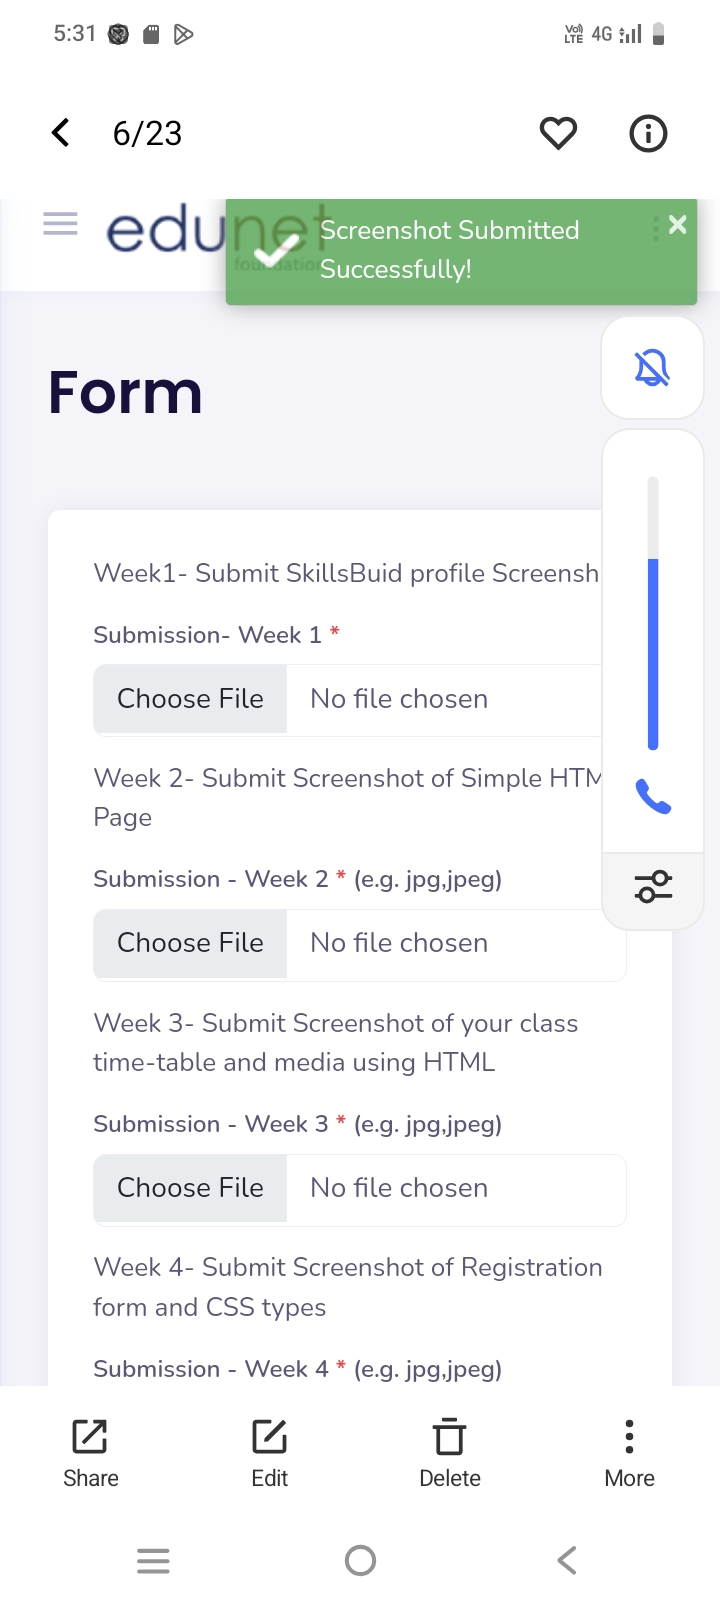 5:31
Vo) LTE 4G
6/23
edunet
foundation
Screenshot Submitted
Successfully!
Form
Week1- Submit SkillsBuid profile Screensh
Submission- Week 1 *
Choose File No file chosen
Week 2- Submit Screenshot of Simple HTM
Page
Submission - Week 2 * (e.g. jpg,jpeg)
Choose File No file chosen
Week 3- Submit Screenshot of your class
time-table and media using HTML
Submission - Week 3 * (e.g. jpg,jpeg)
Choose File No file chosen
Week 4- Submit Screenshot of Registration
form and CSS types
Submission - Week 4 * (e.g. jpg,jpeg)
Share Edit Delete More